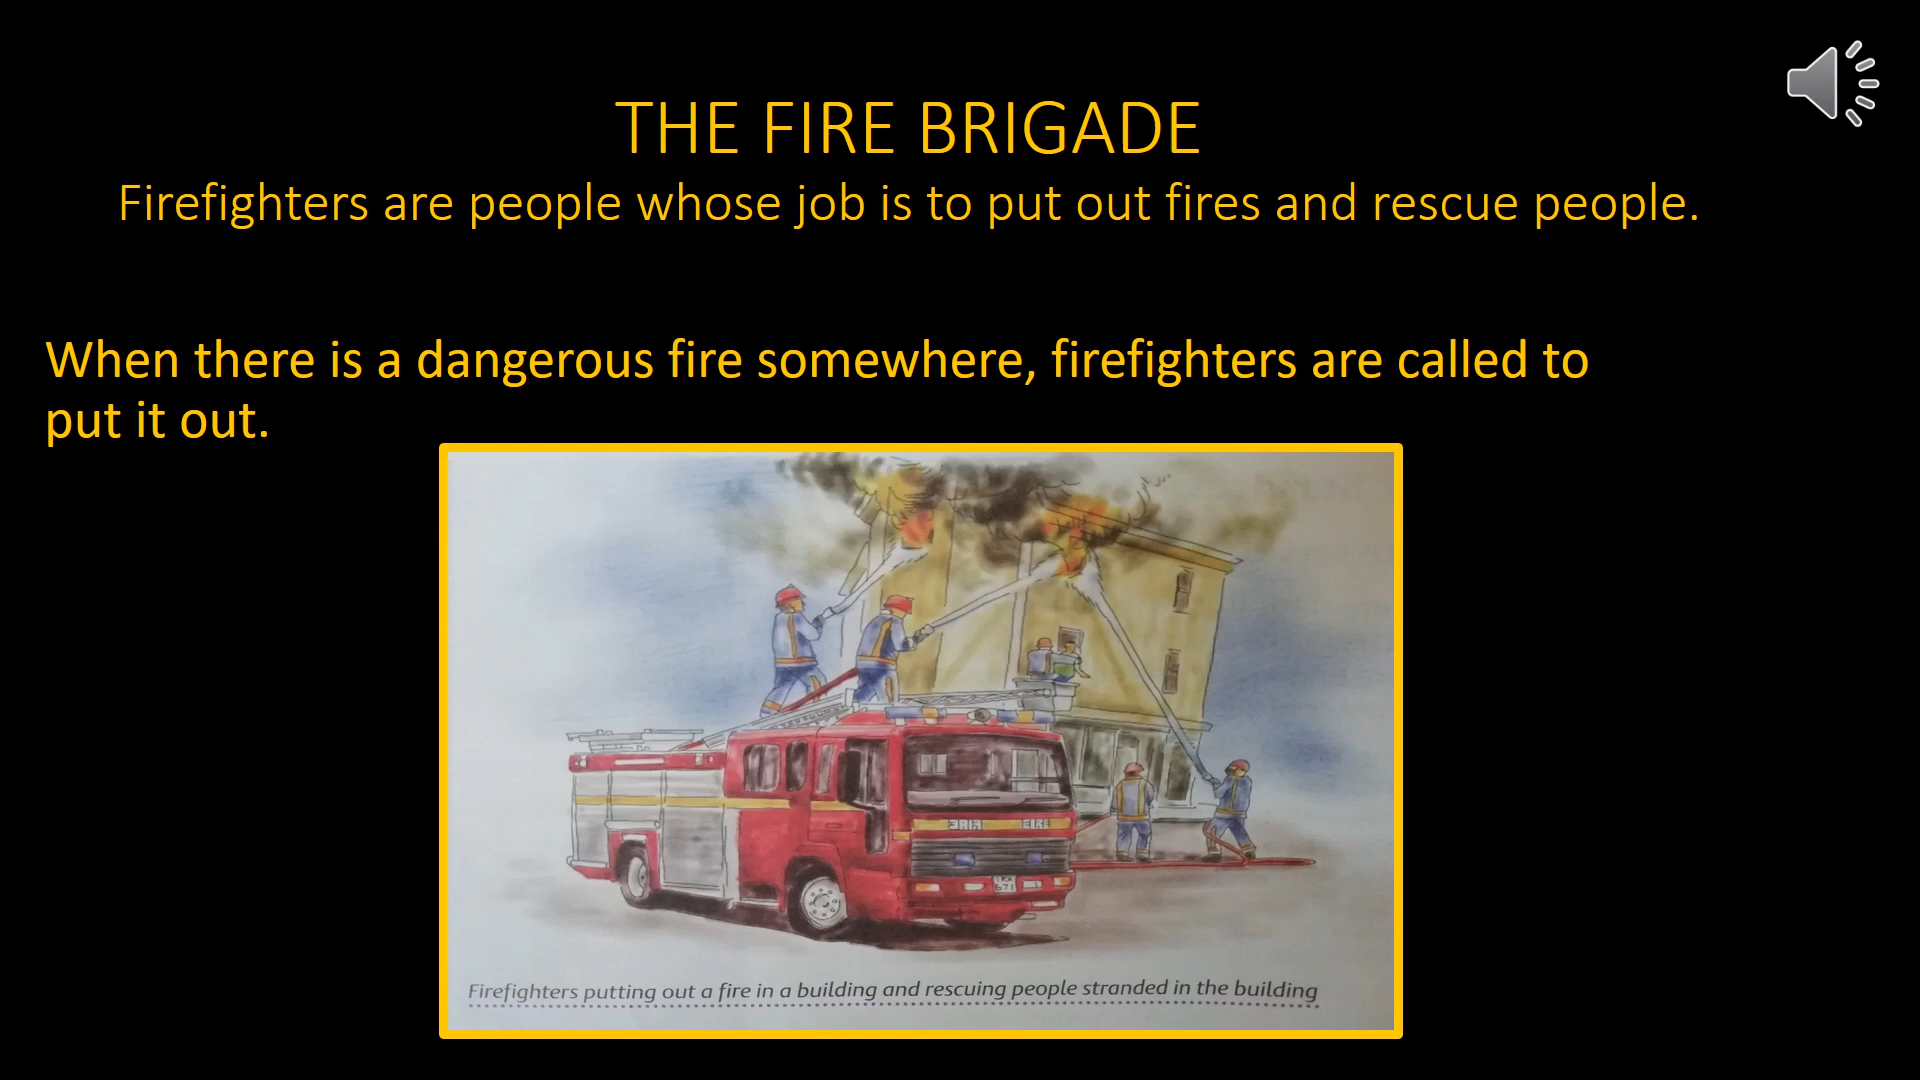 THE FIRE BRIGADE
Firefighters are people whose job is to put out fires and rescue people.
When there is a dangerous fire somewhere, firefighters are called to
put it out.
Firefighters putting out a fire in a building and rescuing people stranded in the building